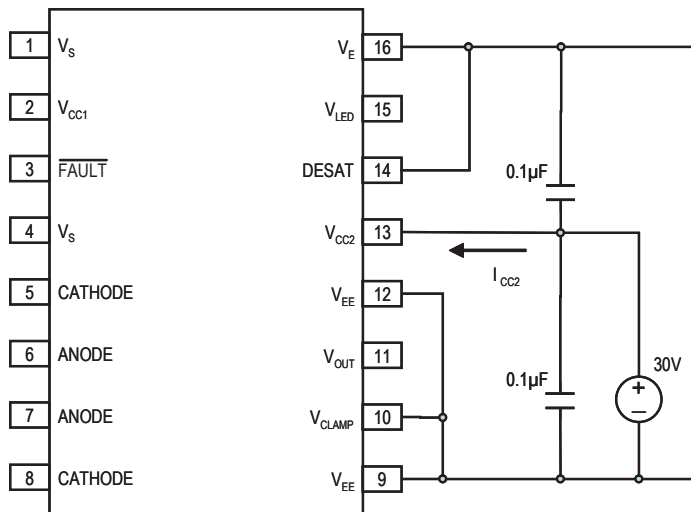 1 V_S V_E 16
2 V_CC1 V_LED 15
3 F̅A̅U̅L̅T̅ DESAT 14 0.1µF
4 V_S V_CC2 13
I_CC2
5 CATHODE V_EE 12
6 ANODE V_OUT 11 30V
0.1µF
+
7 ANODE V_CLAMP 10
–
8 CATHODE V_EE 9